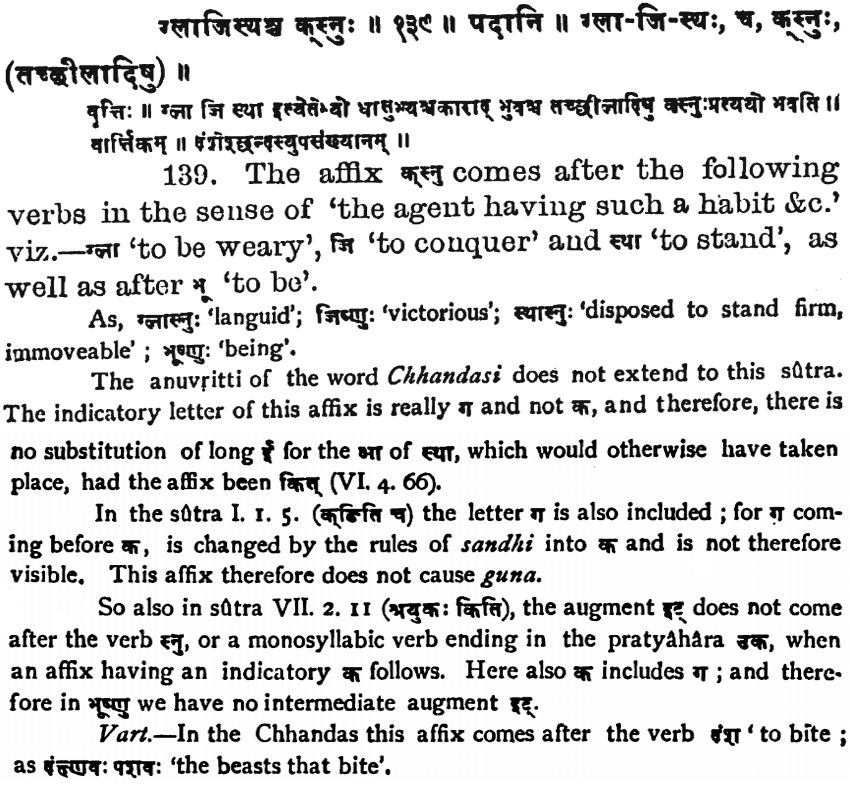 ग्लाजिस्थश्च क्स्नुः ॥ १३९ ॥ पदानि ॥ ग्ला-जि-स्थः, च, क्स्नुः,
(तच्छीलादिषु) ॥
वृत्तिः ॥ ग्ला जि स्था इत्येतेभ्यो धातुभ्यश्चकाराद् भुवश्च तच्छीलादिषु क्स्नुःप्रत्ययो भवति ॥
वार्त्तिकम् ॥ दंशेश्छन्दस्युपसंख्यानम् ॥
139. The affix क्स्नु comes after the following
verbs in the sense of ‘the agent having such a habit &c.’
viz.—ग्ला ‘to be weary’, जि ‘to conquer’ and स्था ‘to stand’, as
well as after भू ‘to be’.
As, ग्लास्नुः ‘languid’; जिष्णुः ‘victorious’; स्थास्नुः ‘disposed to stand firm,
immoveable’ ; भूष्णुः ‘being’.
The anuvṛitti of the word Chhandasi does not extend to this sûtra.
The indicatory letter of this affix is really ग and not क, and therefore, there is
no substitution of long ई for the आ of स्था, which would otherwise have taken
place, had the affix been कित् (VI. 4. 66).
In the sûtra I. 1. 5. (क्ङिति च) the letter ग is also included ; for ग com-
ing before क, is changed by the rules of sandhi into क and is not therefore
visible. This affix therefore does not cause guna.
So also in sûtra VII. 2. 11 (श्रयुकः किति), the augment इट् does not come
after the verb स्नु, or a monosyllabic verb ending in the pratyâhâra उक, when
an affix having an indicatory क follows. Here also क includes ग ; and there-
fore in भूष्णु we have no intermediate augment इट्.
Vart.—In the Chhandas this affix comes after the verb दंश ‘ to bite ;
as दंक्ष्णवः पशवः ‘the beasts that bite’.